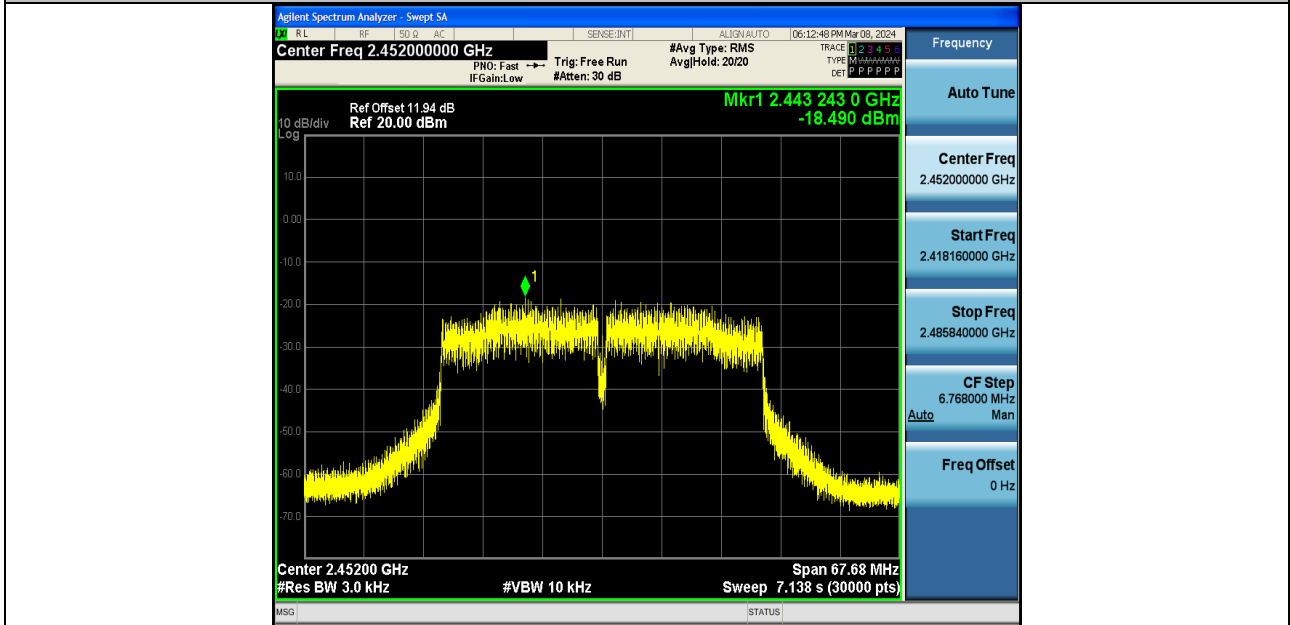 Agilent Spectrum Analyzer - Swept SA
LXI RL RF 50 Ω AC SENSE:INT ALIGN AUTO 06:12:48 PM Mar 08, 2024
Center Freq 2.452000000 GHz
PNO: Fast
IFGain:Low
Trig: Free Run
#Atten: 30 dB
#Avg Type: RMS
Avg|Hold: 20/20
TRACE 1 2 3 4 5 6
TYPE M
DET P P P P P P
Mkr1 2.443 243 0 GHz
-18.490 dBm
Ref Offset 11.94 dB
10 dB/div Ref 20.00 dBm
Log
10.0
0.00
-10.0
1
-20.0
-30.0
-40.0
-50.0
-60.0
-70.0
Center 2.45200 GHz Span 67.68 MHz
#Res BW 3.0 kHz #VBW 10 kHz Sweep 7.138 s (30000 pts)
MSG STATUS
Frequency
Auto Tune
Center Freq
2.452000000 GHz
Start Freq
2.418160000 GHz
Stop Freq
2.485840000 GHz
CF Step
6.768000 MHz
Auto Man
Freq Offset
0 Hz